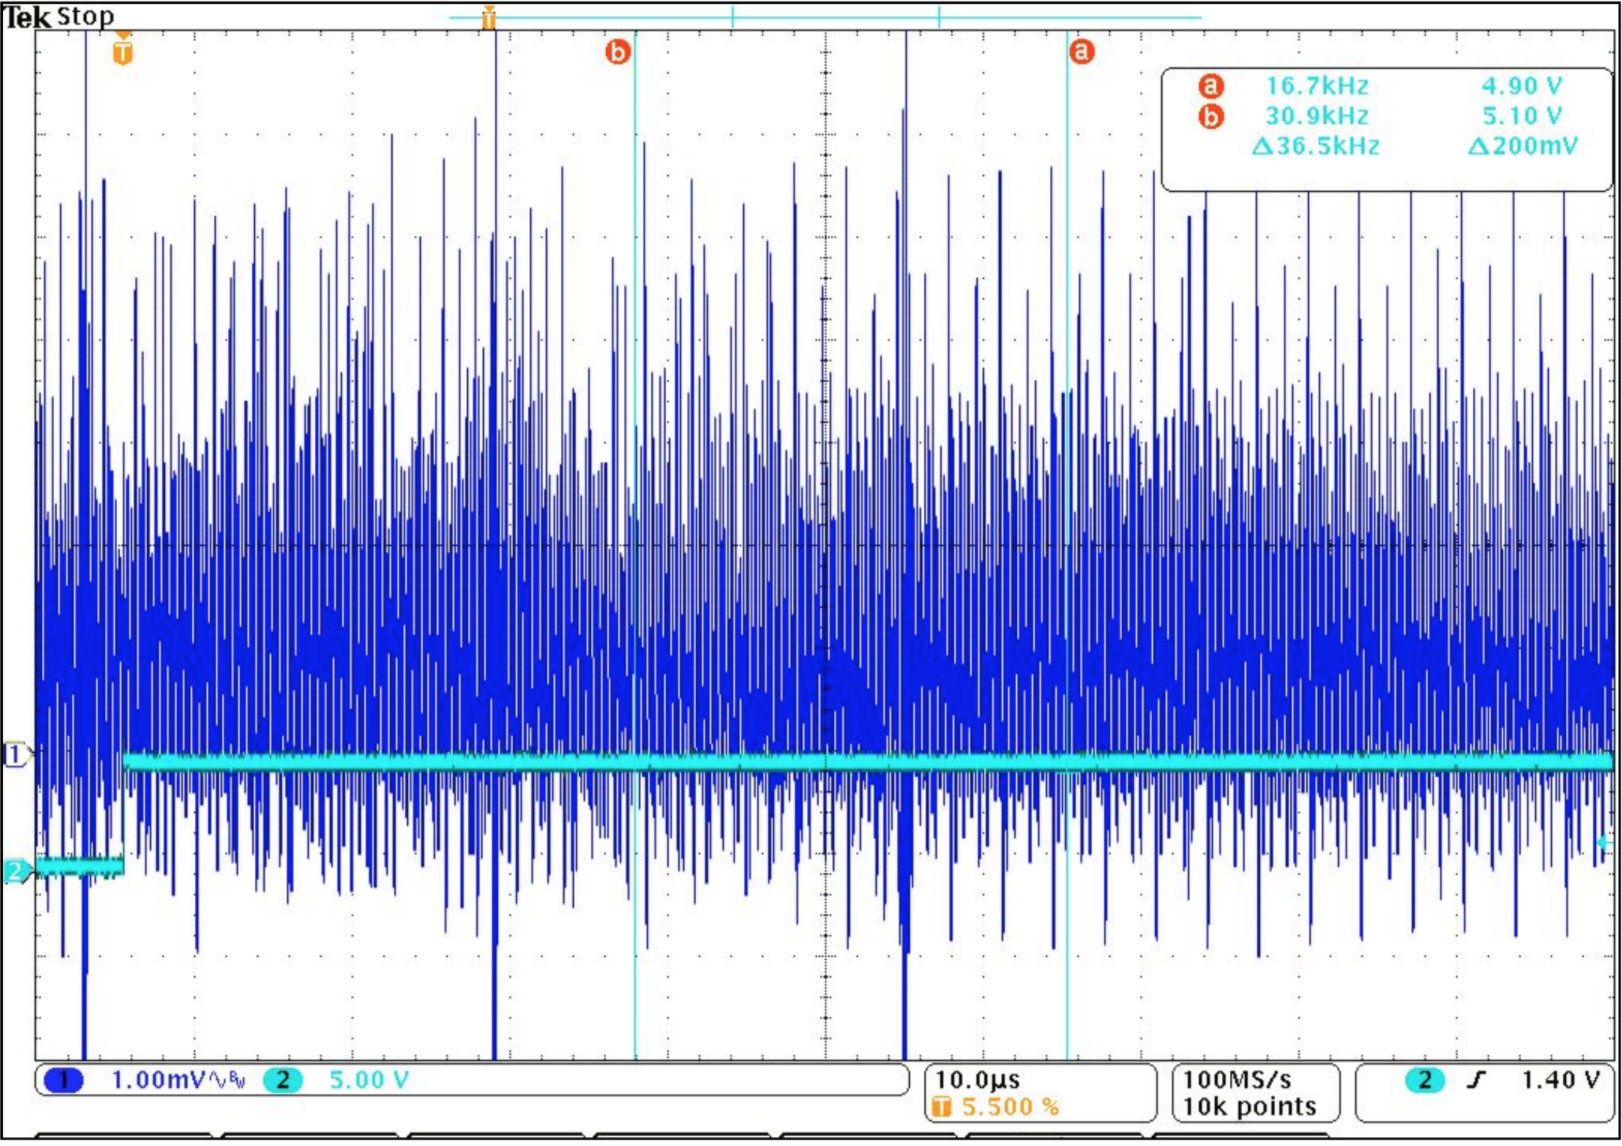 Tek Stop
T
T
b
a
a 16.7kHz 4.90 V
b 30.9kHz 5.10 V
Δ36.5kHz Δ200mV
1
2
1 1.00mV∿BW 2 5.00 V
10.0µs
T 5.500 %
100MS/s
10k points
2 ʃ 1.40 V